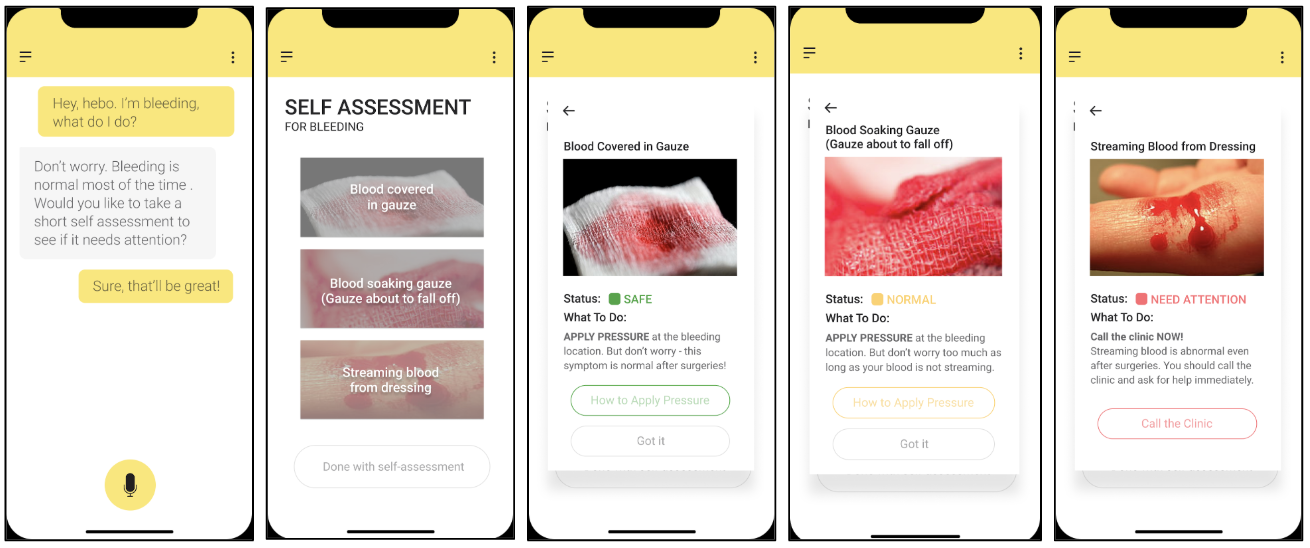 Hey, hebo. I'm bleeding,
what do I do?
Don't worry. Bleeding is
normal most of the time .
Would you like to take a
short self assessment to
see if it needs attention?
Sure, that'll be great!
SELF ASSESSMENT
FOR BLEEDING
Blood covered
in gauze
Blood soaking gauze
(Gauze about to fall off)
Streaming blood
from dressing
Done with self-assessment
Blood Covered in Gauze
Status: SAFE
What To Do:
APPLY PRESSURE at the bleeding
location. But don't worry - this
symptom is normal after surgeries!
How to Apply Pressure
Got it
Blood Soaking Gauze
(Gauze about to fall off)
Status: NORMAL
What To Do:
APPLY PRESSURE at the bleeding
location. But don't worry too much as
long as your blood is not streaming.
How to Apply Pressure
Got it
Streaming Blood from Dressing
Status: NEED ATTENTION
What To Do:
Call the clinic NOW!
Streaming blood is abnormal even
after surgeries. You should call the
clinic and ask for help immediately.
Call the Clinic